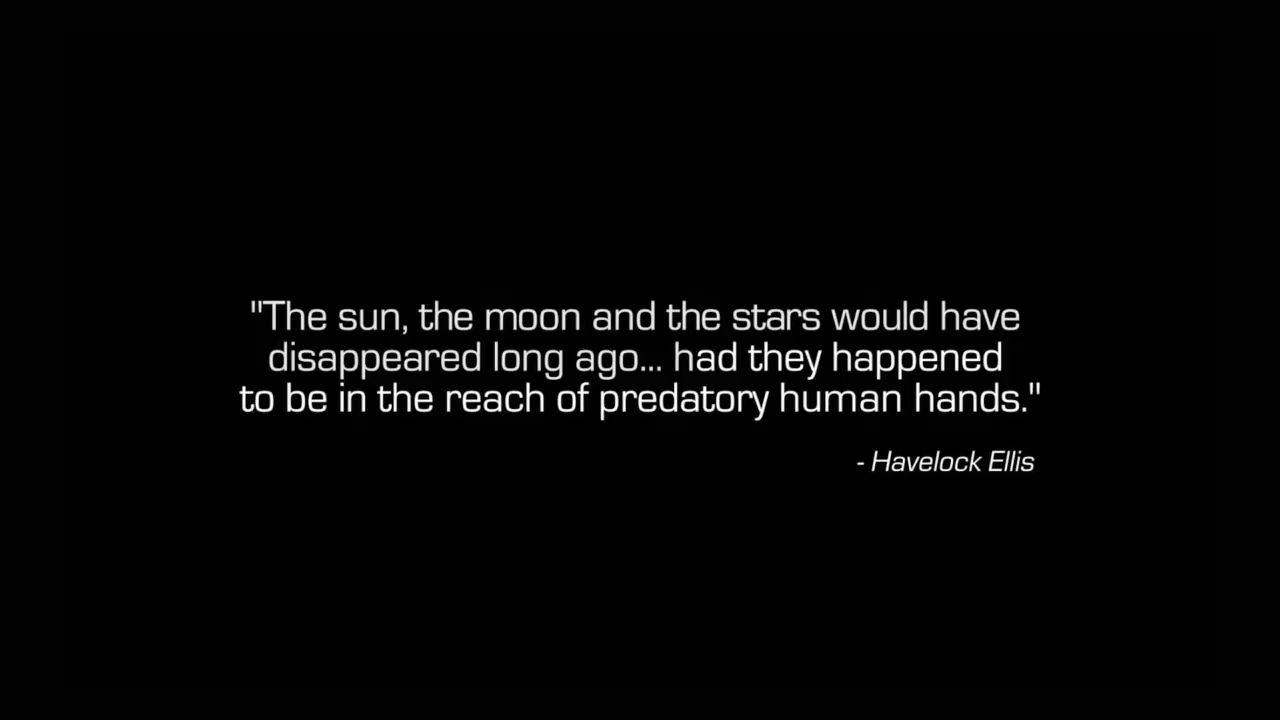 "The sun, the moon and the stars would have
disappeared long ago... had they happened
to be in the reach of predatory human hands."
- Havelock Ellis